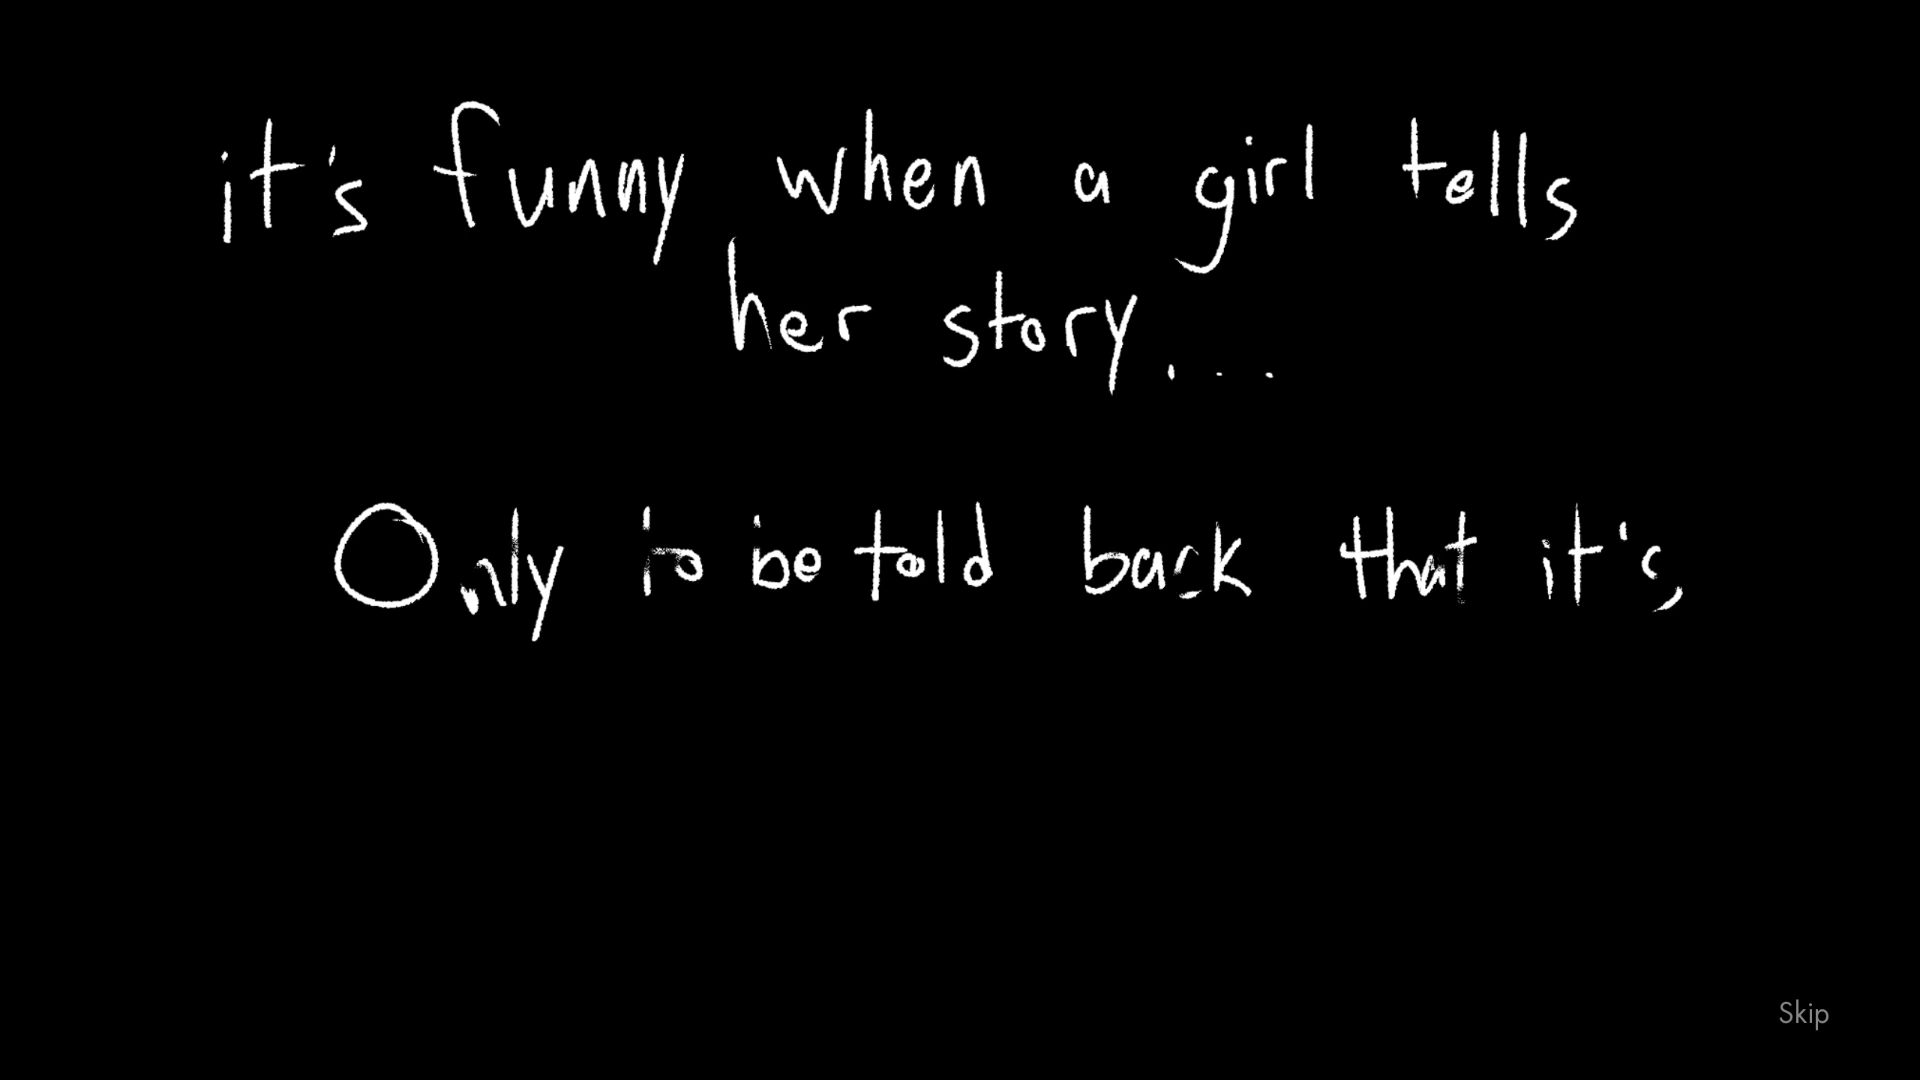 it's funny when a girl tells
her story...
Only to be told back that it's
Skip